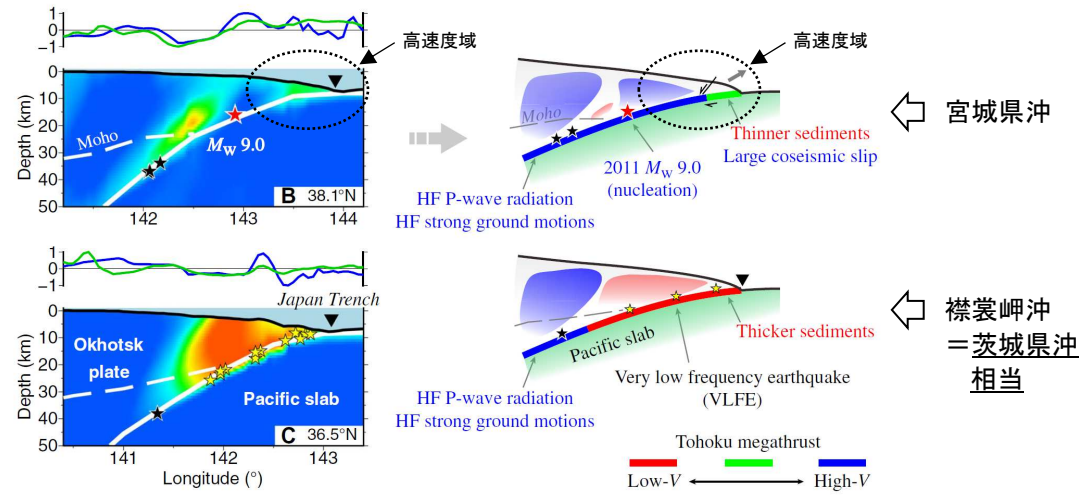 1
0
−1
高速度域
0
10
20
30
40
50
Depth (km)
Moho
Mw 9.0
B 38.1°N
142
143
144
高速度域
Moho
Thinner sediments
Large coseismic slip
2011 Mw 9.0
(nucleation)
HF P-wave radiation
HF strong ground motions
宮城県沖
1
0
−1
Japan Trench
0
10
20
30
40
50
Depth (km)
Okhotsk
plate
Pacific slab
C 36.5°N
141
142
143
Longitude (°)
Pacific slab
Thicker sediments
Very low frequency earthquake
(VLFE)
HF P-wave radiation
HF strong ground motions
襟裳岬沖
＝茨城県沖
相当
Tohoku megathrust
Low-V
High-V